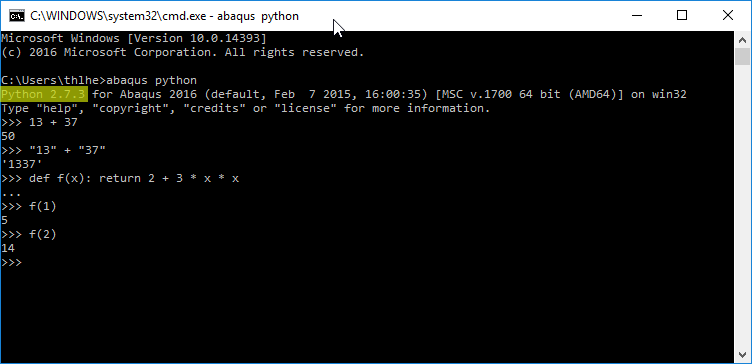 C:\WINDOWS\system32\cmd.exe - abaqus  python
Microsoft Windows [Version 10.0.14393]
(c) 2016 Microsoft Corporation. All rights reserved.
C:\Users\thlhe>abaqus python
Python 2.7.3 for Abaqus 2016 (default, Feb  7 2015, 16:00:35) [MSC v.1700 64 bit (AMD64)] on win32
Type "help", "copyright", "credits" or "license" for more information.
>>> 13 + 37
50
>>> "13" + "37"
'1337'
>>> def f(x): return 2 + 3 * x * x
...
>>> f(1)
5
>>> f(2)
14
>>>